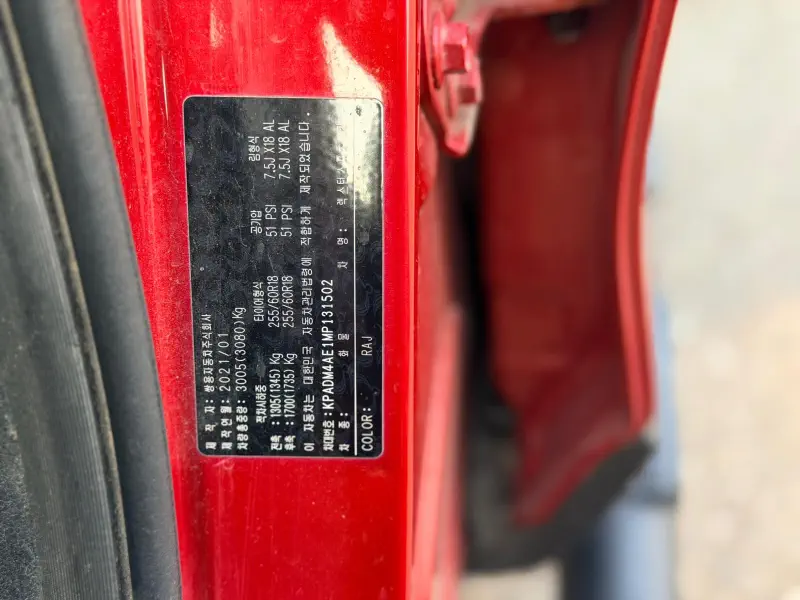 제 작 자: 쌍용자동차주식회사
제작연월: 2021/01
차량총중량: 3005(3080)Kg
적차시하중 타이어형식 공기압 림형식
전축: 1305(1345) Kg 255/60R18 51 PSI 7.5J X18 AL
후축: 1700(1735) Kg 255/60R18 51 PSI 7.5J X18 AL
이 자동차는 대한민국 자동차관리법령에 적합하게 제작되었습니다.
차대번호: KPADM4AE1MP131502
차 종: 화 물 차 명: 렉스턴
COLOR: RAJ